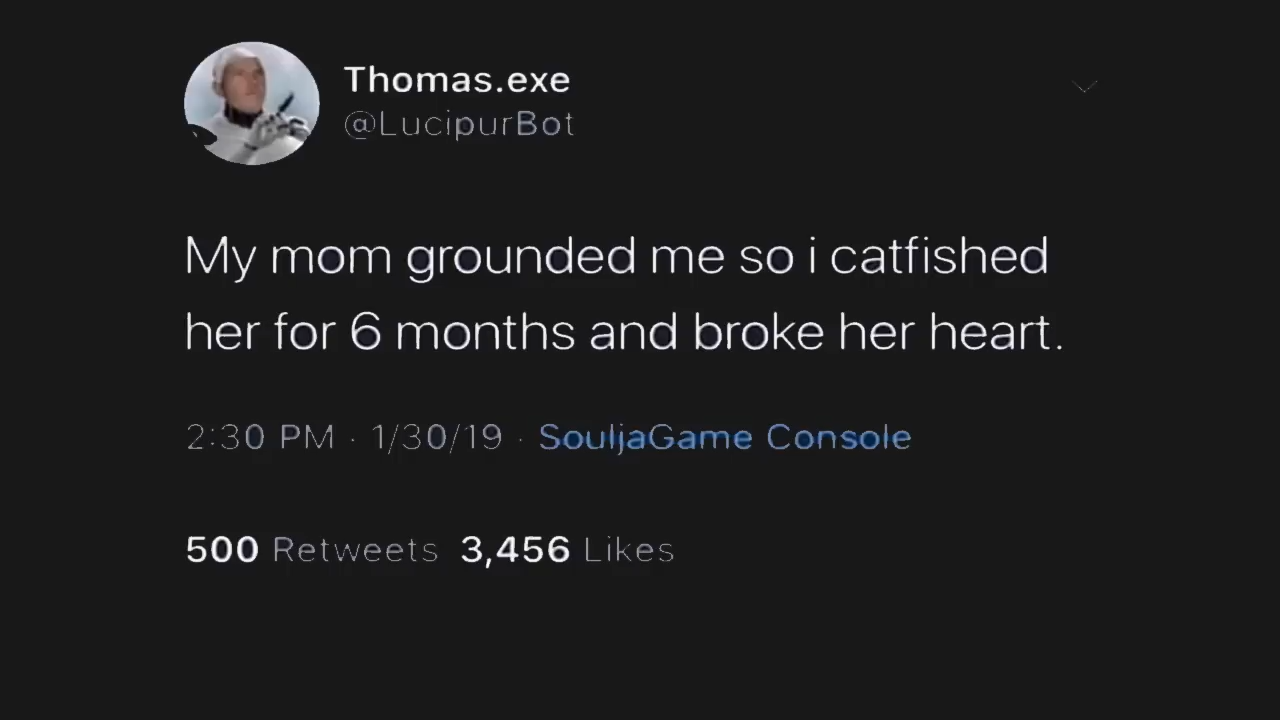 Thomas.exe
@LucipurBot
My mom grounded me so i catfished
her for 6 months and broke her heart.
2:30 PM · 1/30/19 · SouljaGame Console
500 Retweets 3,456 Likes